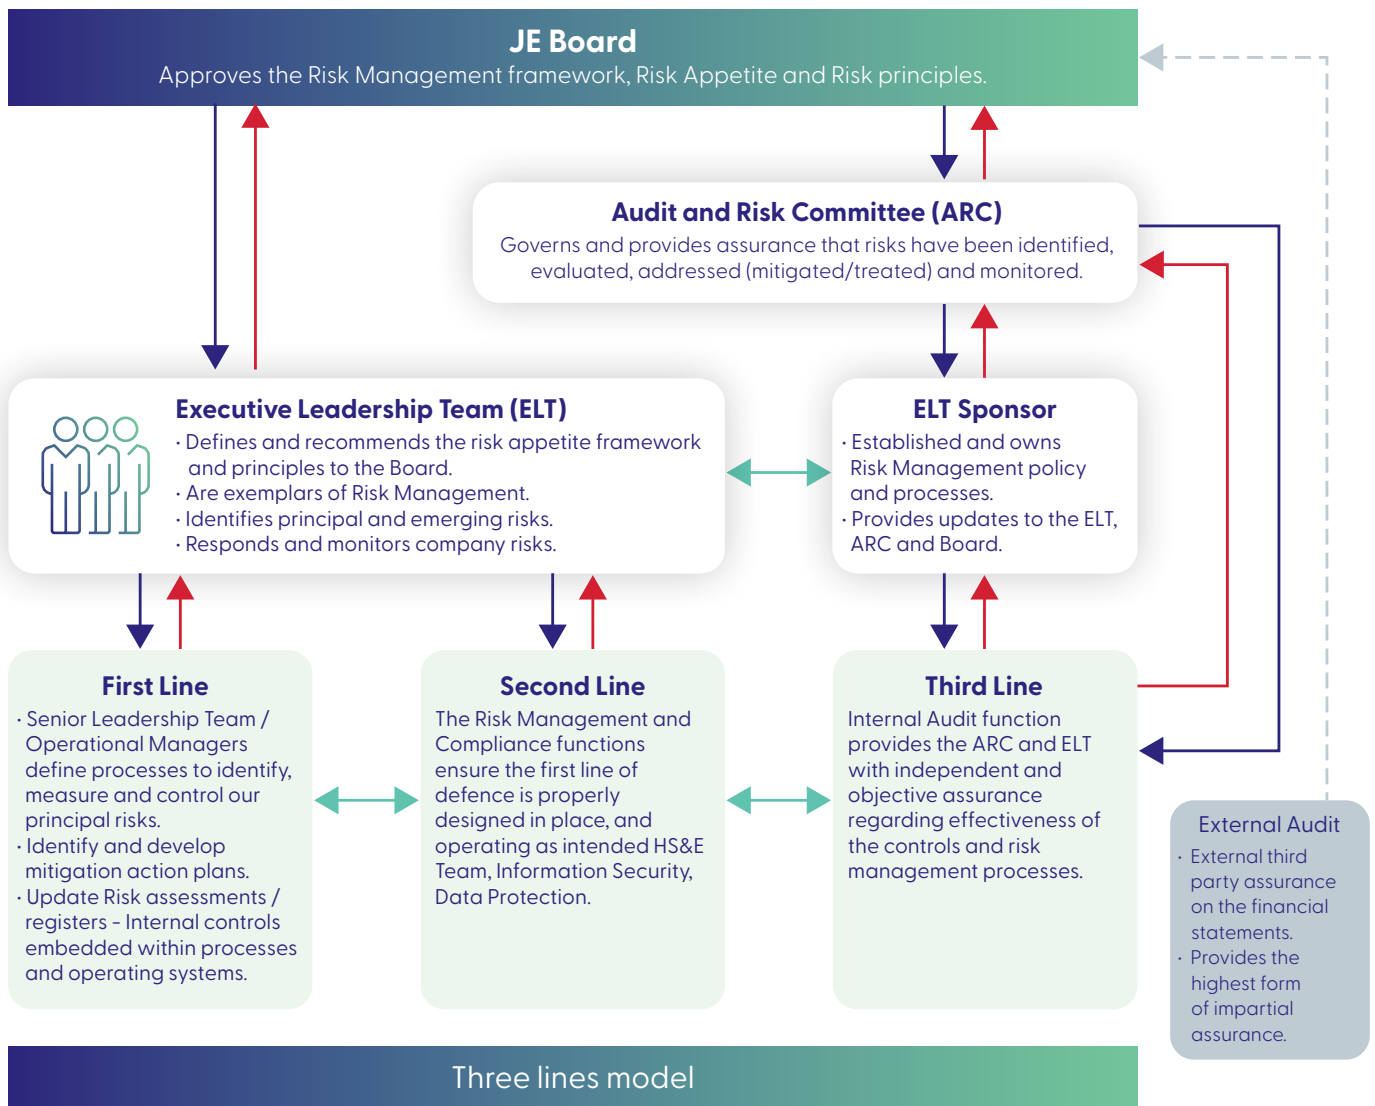 JE Board
Approves the Risk Management framework, Risk Appetite and Risk principles.
Audit and Risk Committee (ARC)
Governs and provides assurance that risks have been identified,
evaluated, addressed (mitigated/treated) and monitored.
Executive Leadership Team (ELT)
· Defines and recommends the risk appetite framework
and principles to the Board.
· Are exemplars of Risk Management.
· Identifies principal and emerging risks.
· Responds and monitors company risks.
ELT Sponsor
· Established and owns
Risk Management policy
and processes.
· Provides updates to the ELT,
ARC and Board.
First Line
· Senior Leadership Team /
Operational Managers
define processes to identify,
measure and control our
principal risks.
· Identify and develop
mitigation action plans.
· Update Risk assessments /
registers - Internal controls
embedded within processes
and operating systems.
Second Line
The Risk Management and
Compliance functions
ensure the first line of
defence is properly
designed in place, and
operating as intended HS&E
Team, Information Security,
Data Protection.
Third Line
Internal Audit function
provides the ARC and ELT
with independent and
objective assurance
regarding effectiveness of
the controls and risk
management processes.
External Audit
· External third
party assurance
on the financial
statements.
· Provides the
highest form
of impartial
assurance.
Three lines model